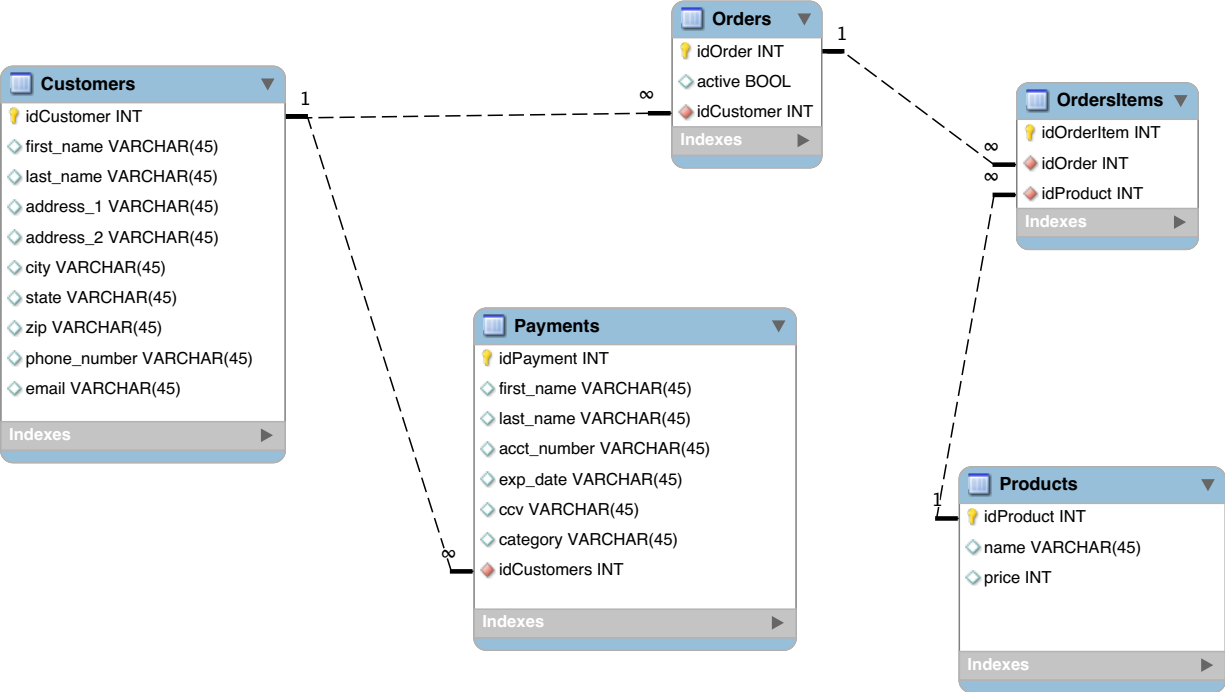 Customers
idCustomer INT
first_name VARCHAR(45)
last_name VARCHAR(45)
address_1 VARCHAR(45)
address_2 VARCHAR(45)
city VARCHAR(45)
state VARCHAR(45)
zip VARCHAR(45)
phone_number VARCHAR(45)
email VARCHAR(45)
Indexes
1
∞
Orders
idOrder INT
active BOOL
idCustomer INT
Indexes
1
∞
∞
OrdersItems
idOrderItem INT
idOrder INT
idProduct INT
Indexes
∞
Payments
idPayment INT
first_name VARCHAR(45)
last_name VARCHAR(45)
acct_number VARCHAR(45)
exp_date VARCHAR(45)
ccv VARCHAR(45)
category VARCHAR(45)
idCustomers INT
Indexes
1
Products
idProduct INT
name VARCHAR(45)
price INT
Indexes